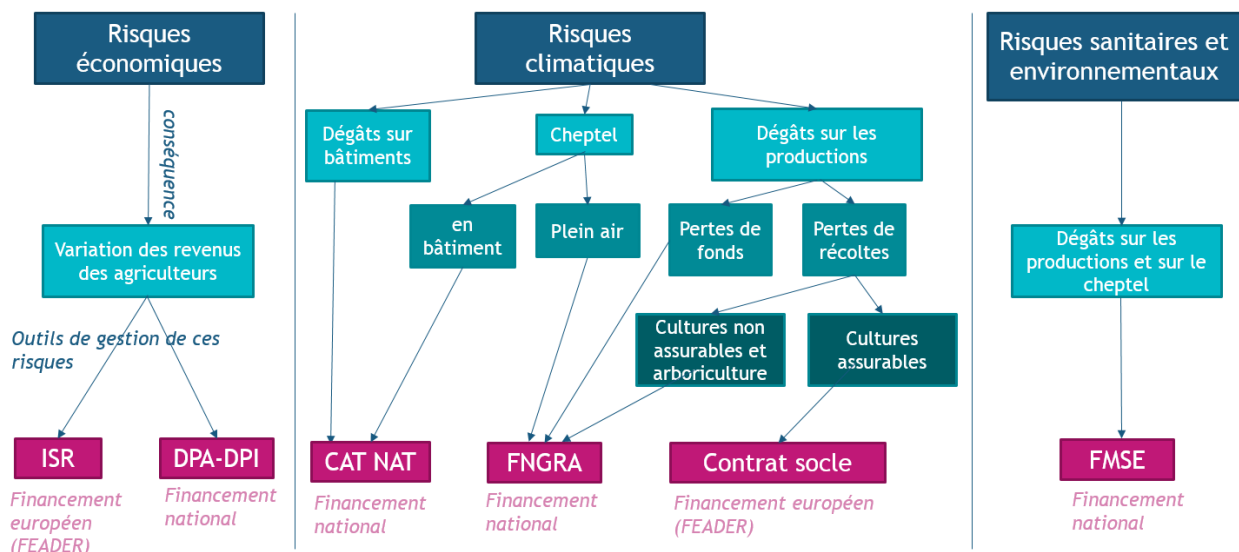 Risques
économiques
conséquence
Variation des revenus
des agriculteurs
Outils de gestion de ces
risques
ISR
Financement
européen
(FEADER)
DPA-DPI
Financement
national
Risques
climatiques
Dégâts sur
bâtiments
Cheptel
Dégâts sur les
productions
en
bâtiment
Plein air
Pertes de
fonds
Pertes de
récoltes
Cultures non
assurables et
arboriculture
Cultures
assurables
CAT NAT
Financement
national
FNGRA
Financement
national
Contrat socle
Financement européen
(FEADER)
Risques sanitaires et
environnementaux
Dégâts sur les
productions et sur le
cheptel
FMSE
Financement
national